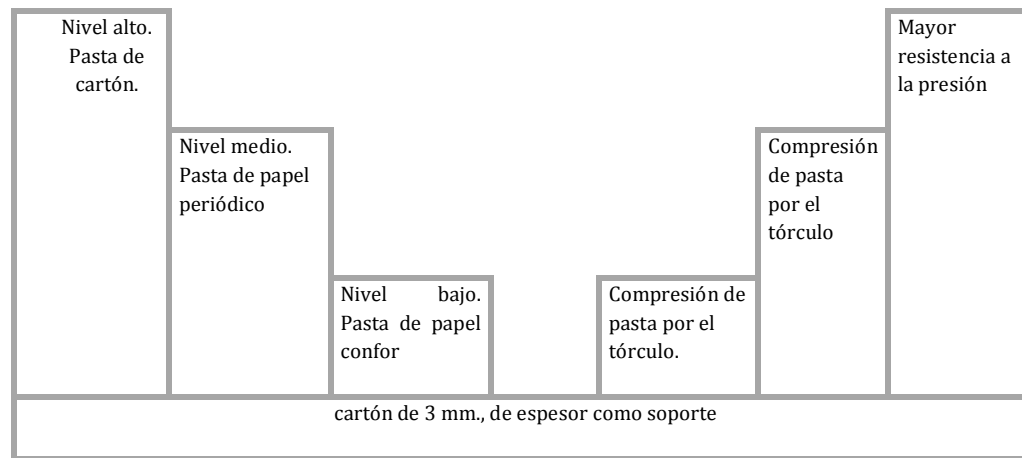 Nivel alto.
Pasta de
cartón.
Nivel medio.
Pasta de papel
periódico
Nivel bajo.
Pasta de papel
confor
Compresión de
pasta por el
tórculo.
Compresión
de pasta
por el
tórculo
Mayor
resistencia a
la presión
cartón de 3 mm., de espesor como soporte